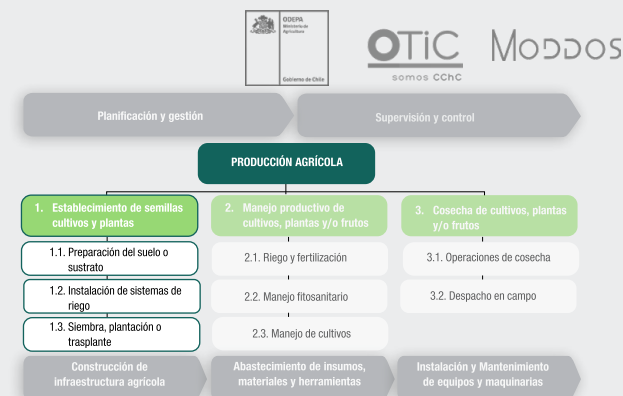 ODEPA
Ministerio de
Agricultura
Gobierno de Chile
OTiC
somos CChC
MODDOS
Planificación y gestión
Supervisión y control
PRODUCCIÓN AGRÍCOLA
1. Establecimiento de semillas
cultivos y plantas
2. Manejo productivo de
cultivos, plantas y/o frutos
3. Cosecha de cultivos, plantas
y/o frutos
1.1. Preparación del suelo o
sustrato
2.1. Riego y fertilización
3.1. Operaciones de cosecha
1.2. Instalación de sistemas de
riego
2.2. Manejo fitosanitario
3.2. Despacho en campo
1.3. Siembra, plantación o
trasplante
2.3. Manejo de cultivos
Construcción de
infraestructura agrícola
Abastecimiento de insumos,
materiales y herramientas
Instalación y Mantenimiento
de equipos y maquinarias